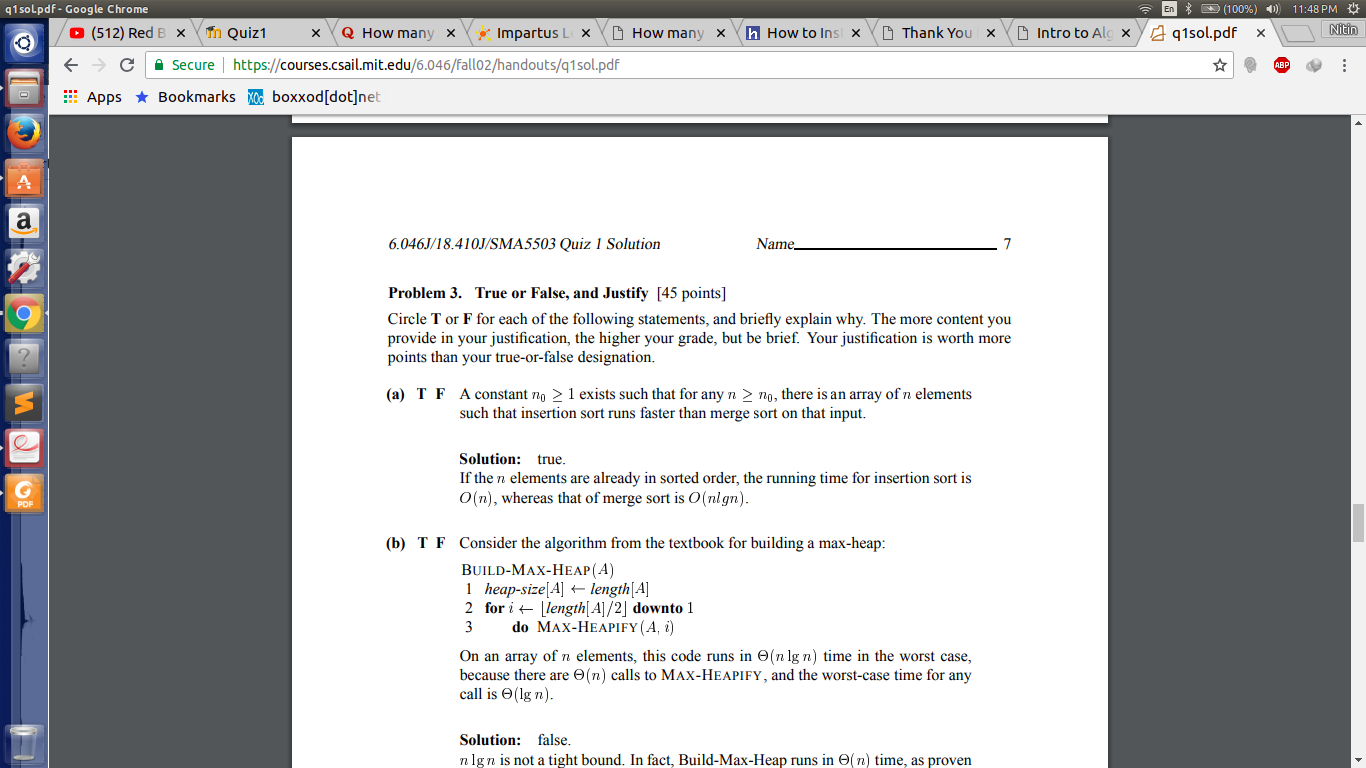 q1sol.pdf - Google Chrome
En
(100%)
11:48 PM
(512) Red B
Quiz1
How many
Impartus L
How many
How to Ins
Thank You
Intro to Alg
q1sol.pdf
Nitin
Secure
https://courses.csail.mit.edu/6.046/fall02/handouts/q1sol.pdf
ABP
Apps
Bookmarks
boxxod[dot]net
6.046J/18.410J/SMA5503 Quiz 1 Solution
Name
7
Problem 3. True or False, and Justify [45 points]
Circle T or F for each of the following statements, and briefly explain why. The more content you
provide in your justification, the higher your grade, but be brief. Your justification is worth more
points than your true-or-false designation.
(a) T F A constant n₀ ≥ 1 exists such that for any n ≥ n₀, there is an array of n elements
such that insertion sort runs faster than merge sort on that input.
Solution: true.
If the n elements are already in sorted order, the running time for insertion sort is
O(n), whereas that of merge sort is O(nlgn).
(b) T F Consider the algorithm from the textbook for building a max-heap:
BUILD-MAX-HEAP(A)
1 heap-size[A] ← length[A]
2 for i ← ⌊length[A]/2⌋ downto 1
3 do MAX-HEAPIFY(A, i)
On an array of n elements, this code runs in Θ(n lg n) time in the worst case,
because there are Θ(n) calls to MAX-HEAPIFY, and the worst-case time for any
call is Θ(lg n).
Solution: false.
n lg n is not a tight bound. In fact, Build-Max-Heap runs in Θ(n) time, as proven